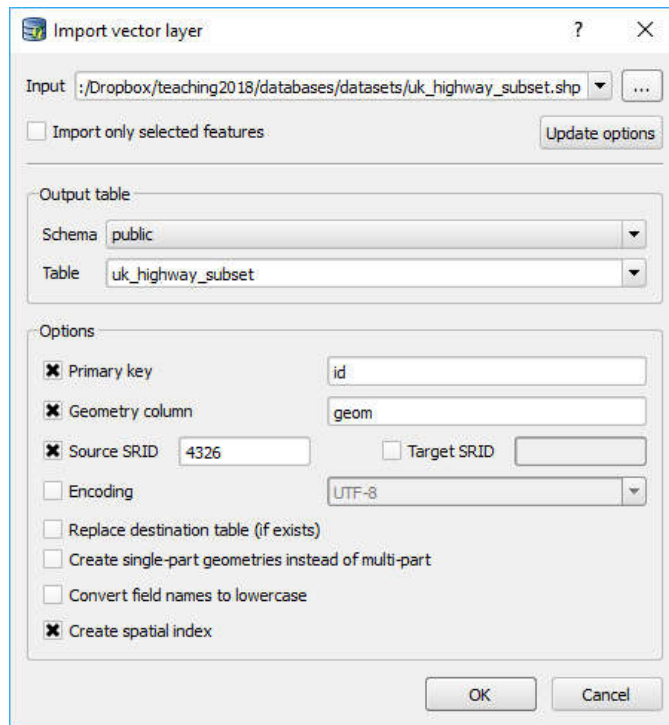 Import vector layer ?
Input :/Dropbox/teaching2018/databases/datasets/uk_highway_subset.shp ...
Import only selected features Update options
Output table
Schema public
Table uk_highway_subset
Options
Primary key id
Geometry column geom
Source SRID 4326 Target SRID
Encoding UTF-8
Replace destination table (if exists)
Create single-part geometries instead of multi-part
Convert field names to lowercase
Create spatial index
OK Cancel